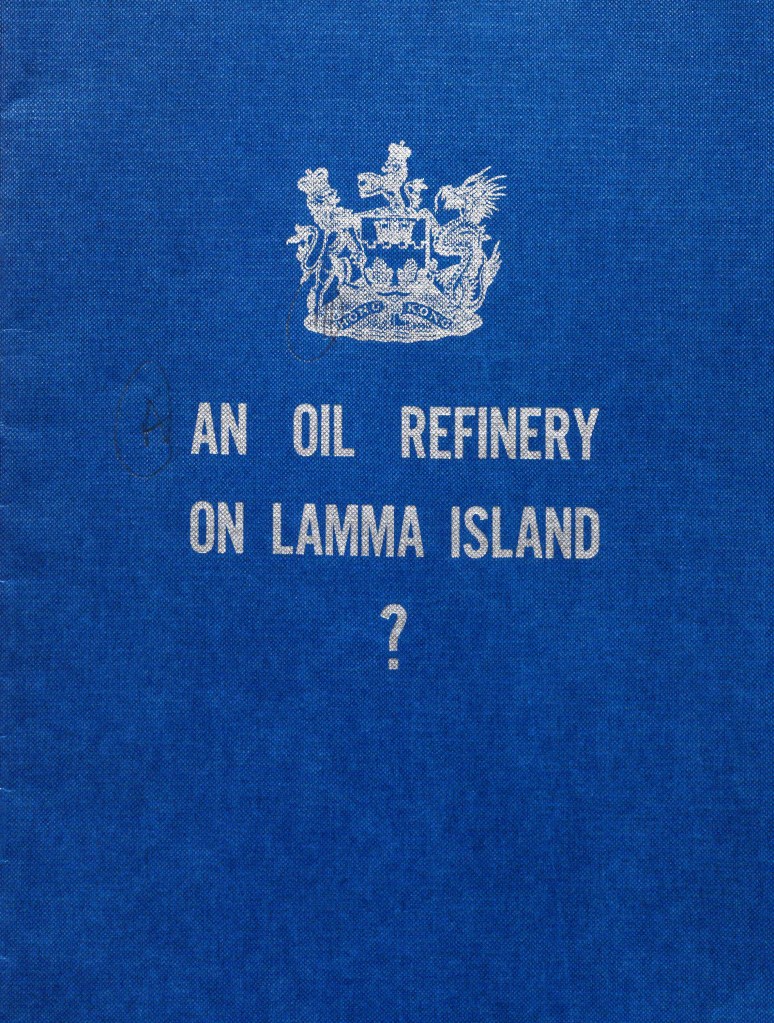 HONG KONG
AN OIL REFINERY
ON LAMMA ISLAND
?